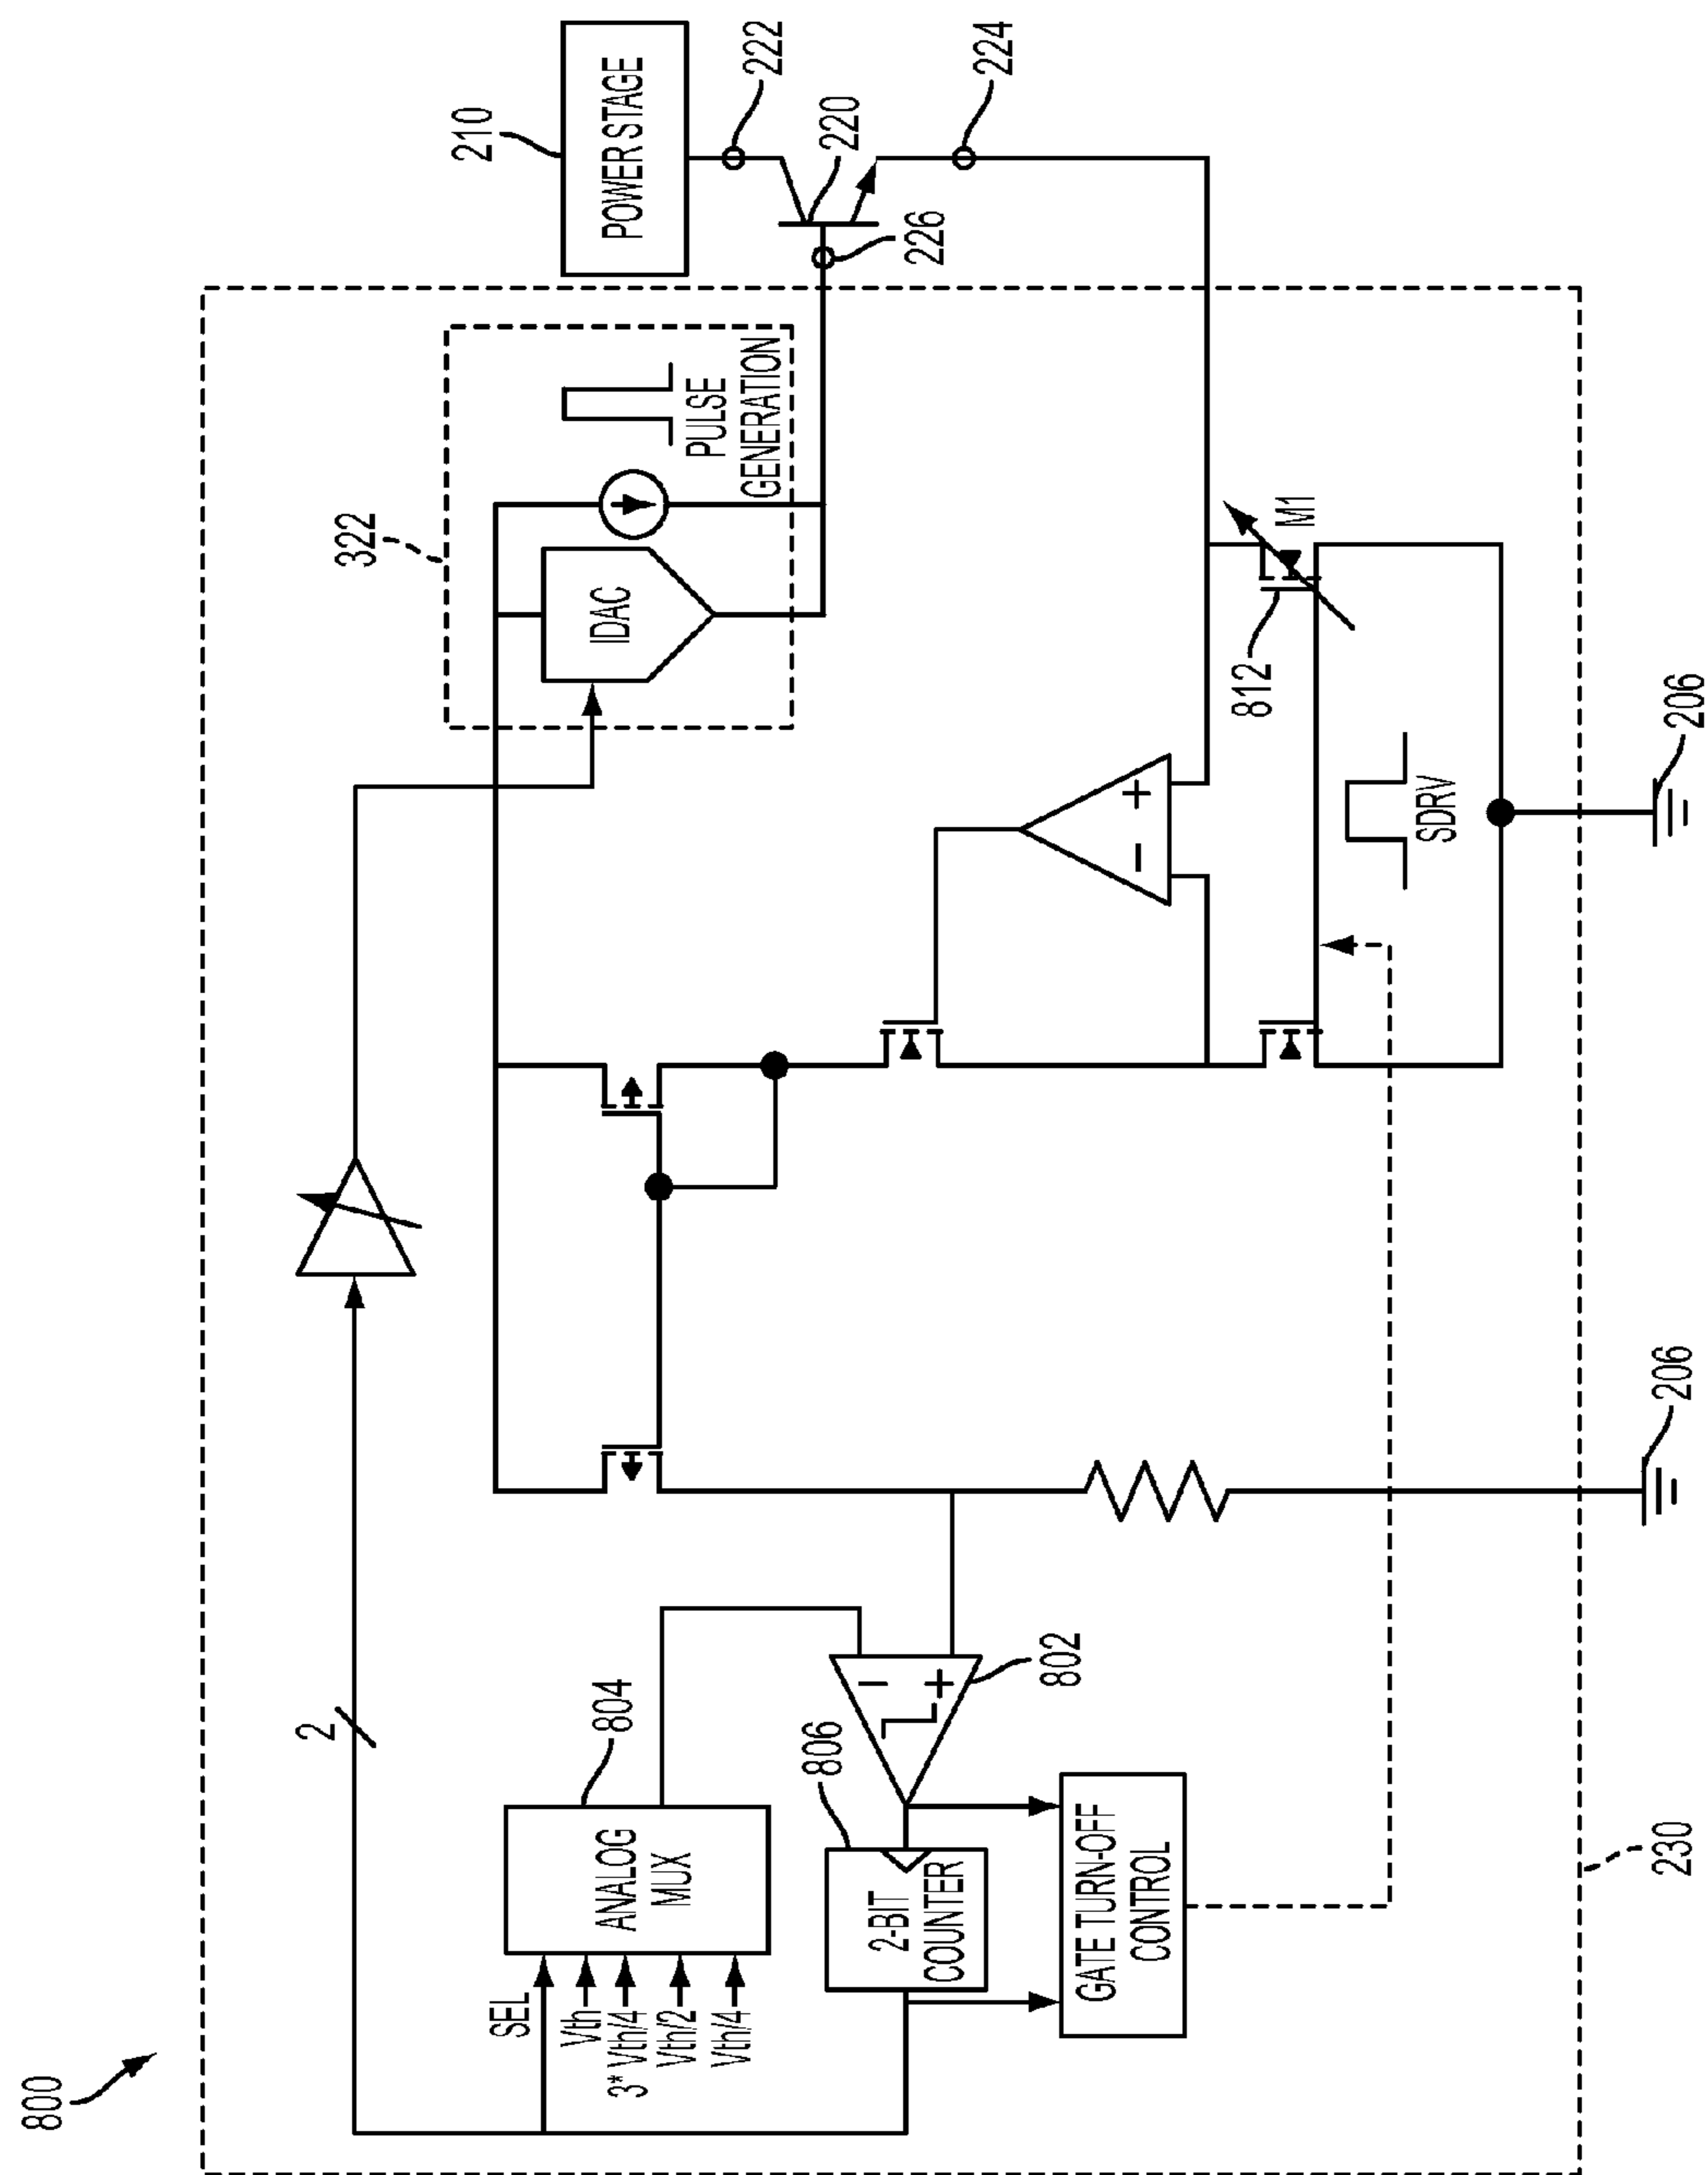 800
2
SEL
Vth
3* Vth/4
Vth/2
Vth/4
ANALOG
MUX
804
806
2-BIT
COUNTER
−
+
802
GATE TURN-OFF
CONTROL
230
206
322
IDAC
PULSE
GENERATION
−
+
812
M1
SDRV
206
210
POWER STAGE
222
220
226
224